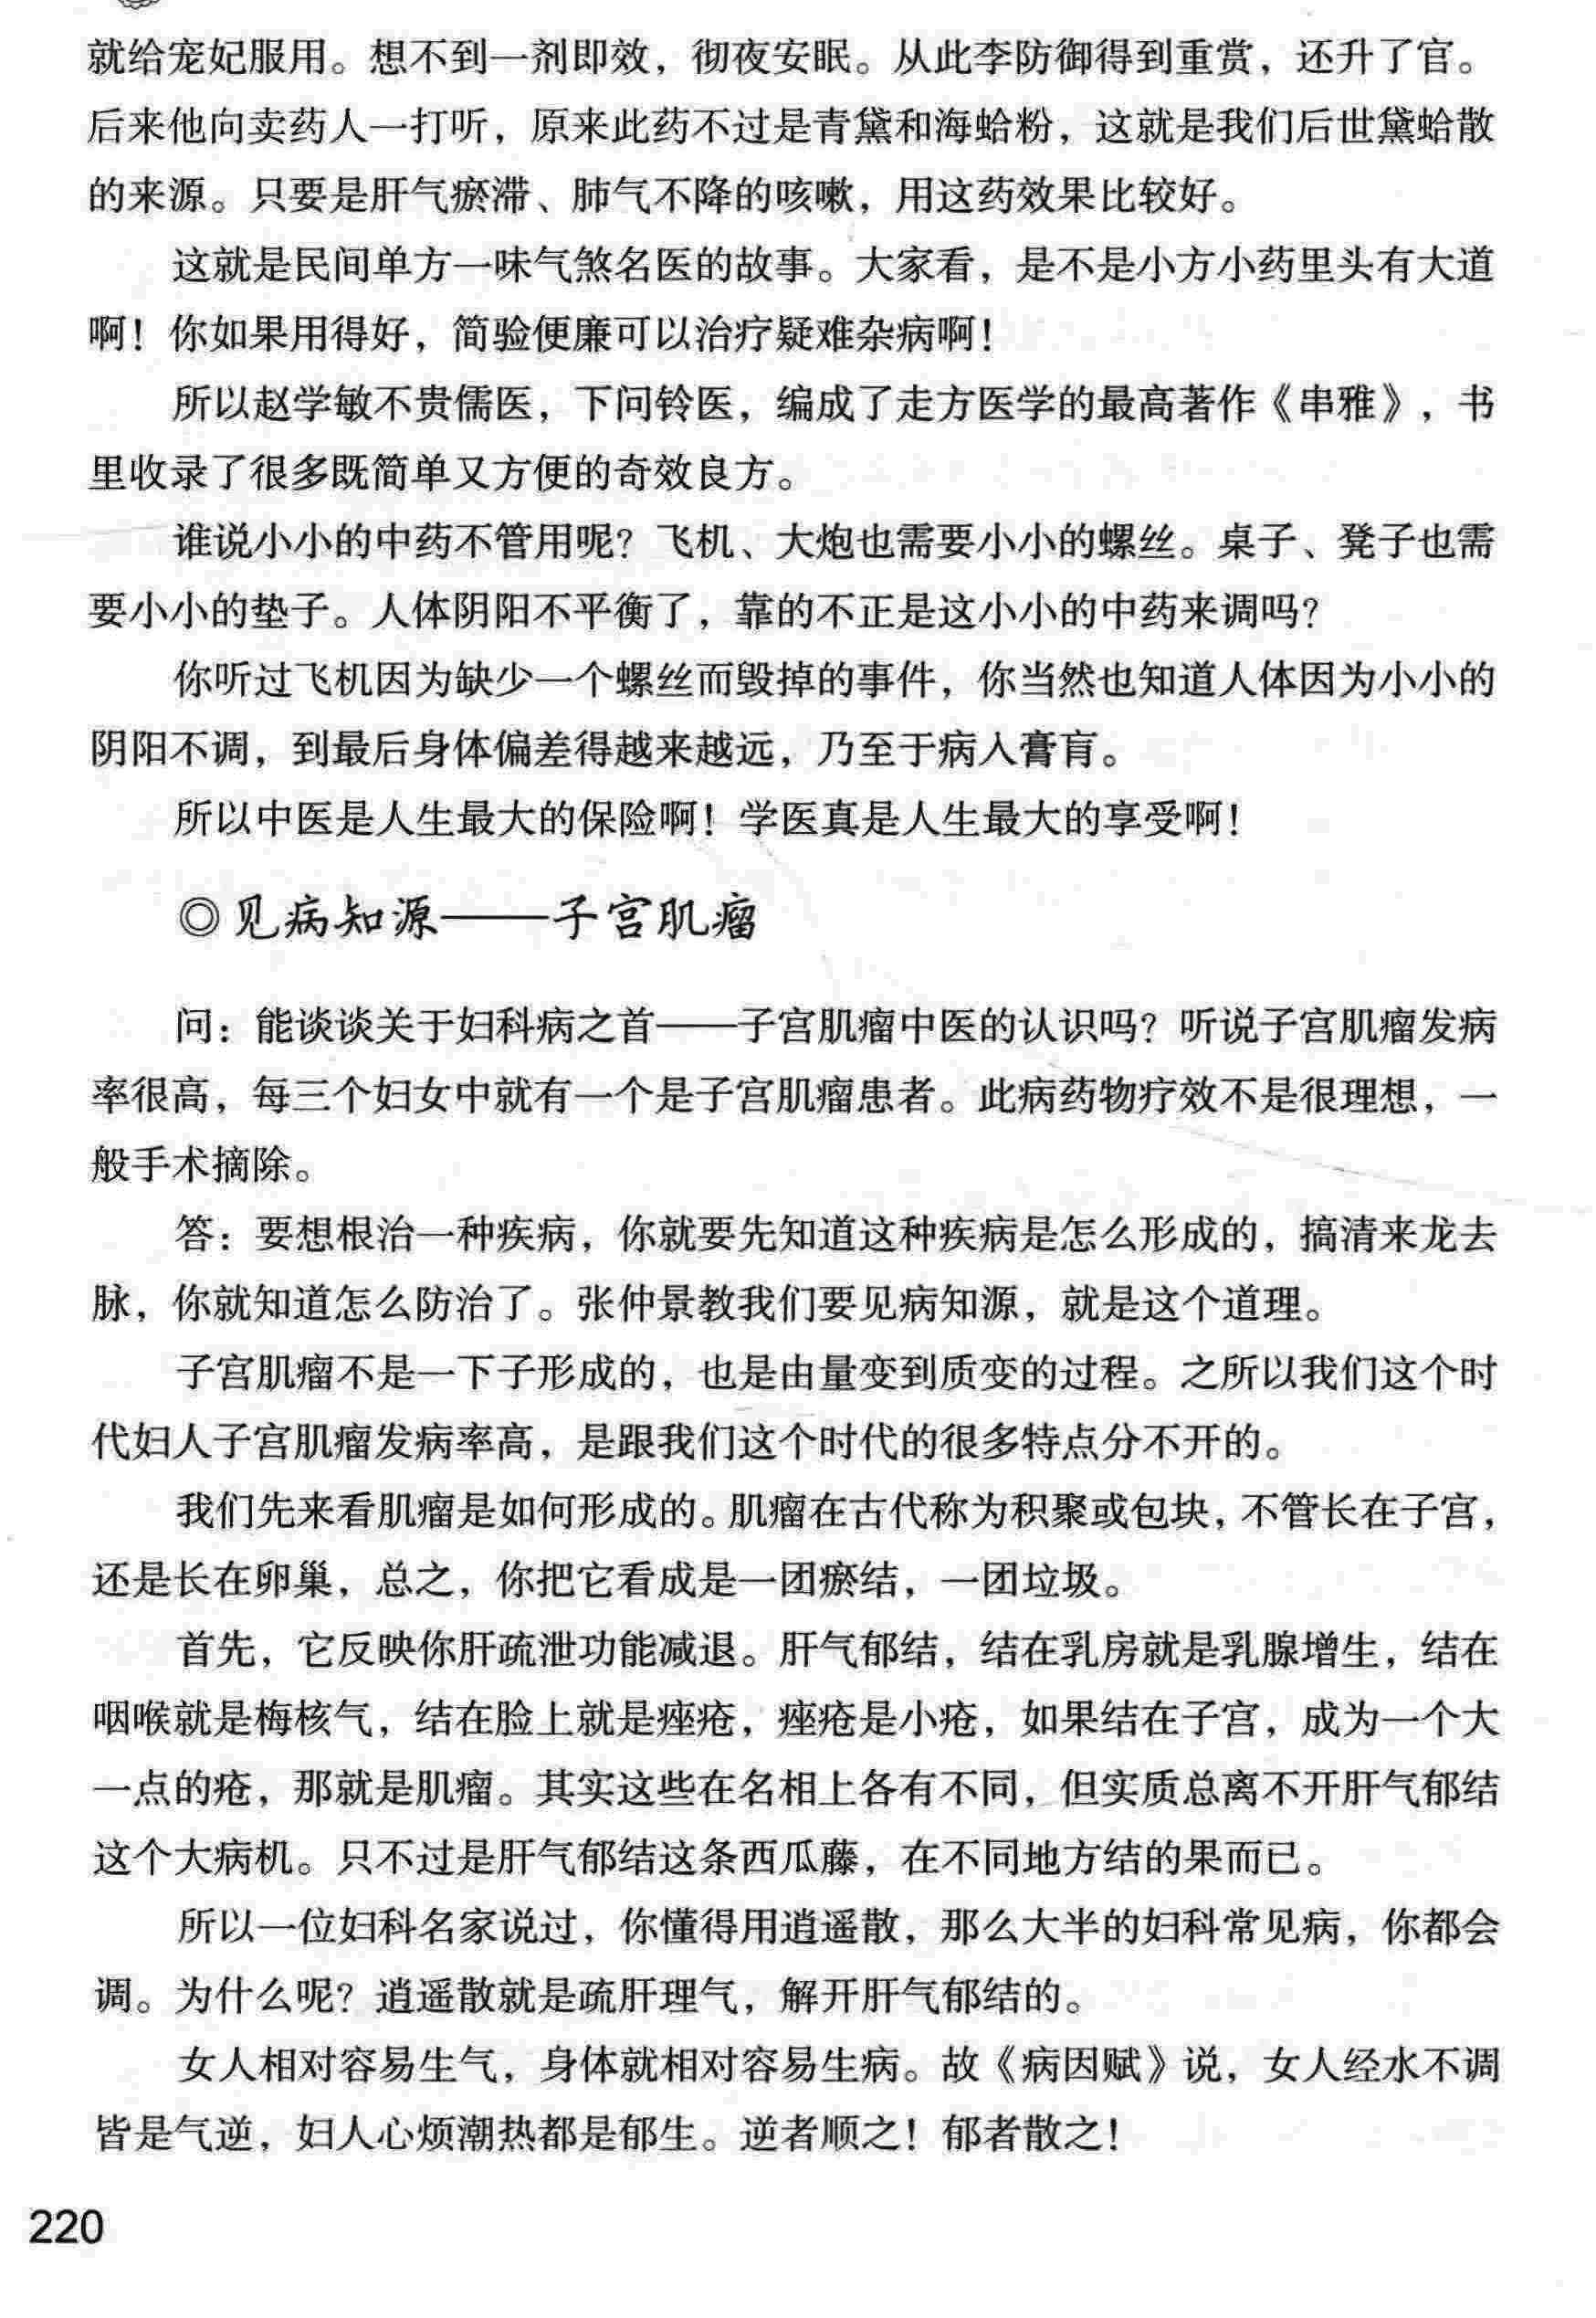 就给宠妃服用。想不到一剂即效，彻夜安眠。从此李防御得到重赏，还升了官。
后来他向卖药人一打听，原来此药不过是青黛和海蛤粉，这就是我们后世黛蛤散
的来源。只要是肝气瘀滞、肺气不降的咳嗽，用这药效果比较好。
这就是民间单方一味气煞名医的故事。大家看，是不是小方小药里头有大道
啊！你如果用得好，简验便廉可以治疗疑难杂病啊！
所以赵学敏不贵儒医，下问铃医，编成了走方医学的最高著作《串雅》，书
里收录了很多既简单又方便的奇效良方。
谁说小小的中药不管用呢？飞机、大炮也需要小小的螺丝。桌子、凳子也需
要小小的垫子。人体阴阳不平衡了，靠的不正是这小小的中药来调吗？
你听过飞机因为缺少一个螺丝而毁掉的事件，你当然也知道人体因为小小的
阴阳不调，到最后身体偏差得越来越远，乃至于病入膏肓。
所以中医是人生最大的保险啊！学医真是人生最大的享受啊！
◎见病知源——子宫肌瘤
问：能谈谈关于妇科病之首——子宫肌瘤中医的认识吗？听说子宫肌瘤发病
率很高，每三个妇女中就有一个是子宫肌瘤患者。此病药物疗效不是很理想，一
般手术摘除。
答：要想根治一种疾病，你就要先知道这种疾病是怎么形成的，搞清来龙去
脉，你就知道怎么防治了。张仲景教我们要见病知源，就是这个道理。
子宫肌瘤不是一下子形成的，也是由量变到质变的过程。之所以我们这个时
代妇人子宫肌瘤发病率高，是跟我们这个时代的很多特点分不开的。
我们先来看肌瘤是如何形成的。肌瘤在古代称为积聚或包块，不管长在子宫，
还是长在卵巢，总之，你把它看成是一团瘀结，一团垃圾。
首先，它反映你肝疏泄功能减退。肝气郁结，结在乳房就是乳腺增生，结在
咽喉就是梅核气，结在脸上就是痤疮，痤疮是小疮，如果结在子宫，成为一个大
一点的疮，那就是肌瘤。其实这些在名相上各有不同，但实质总离不开肝气郁结
这个大病机。只不过是肝气郁结这条西瓜藤，在不同地方结的果而已。
所以一位妇科名家说过，你懂得用逍遥散，那么大半的妇科常见病，你都会
调。为什么呢？逍遥散就是疏肝理气，解开肝气郁结的。
女人相对容易生气，身体就相对容易生病。故《病因赋》说，女人经水不调
皆是气逆，妇人心烦潮热都是郁生。逆者顺之！郁者散之！
220